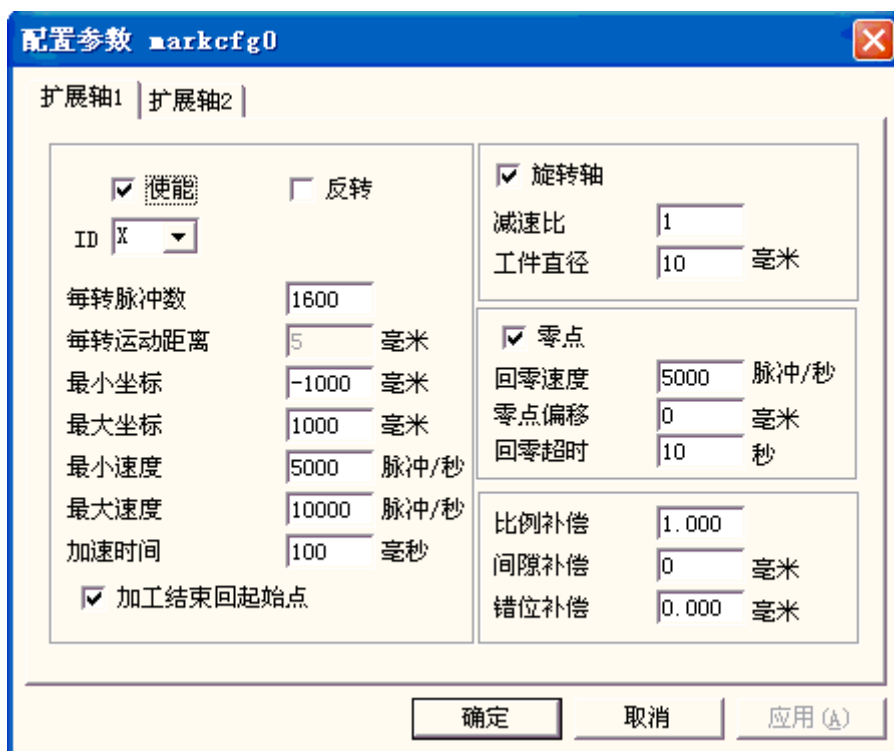 配置参数 markcfg0
扩展轴1 扩展轴2
使能 反转
ID X
每转脉冲数 1600
每转运动距离 5 毫米
最小坐标 -1000 毫米
最大坐标 1000 毫米
最小速度 5000 脉冲/秒
最大速度 10000 脉冲/秒
加速时间 100 毫秒
加工结束回起始点
旋转轴
减速比 1
工件直径 10 毫米
零点
回零速度 5000 脉冲/秒
零点偏移 0 毫米
回零超时 10 秒
比例补偿 1.000
间隙补偿 0 毫米
错位补偿 0.000 毫米
确定 取消 应用(A)